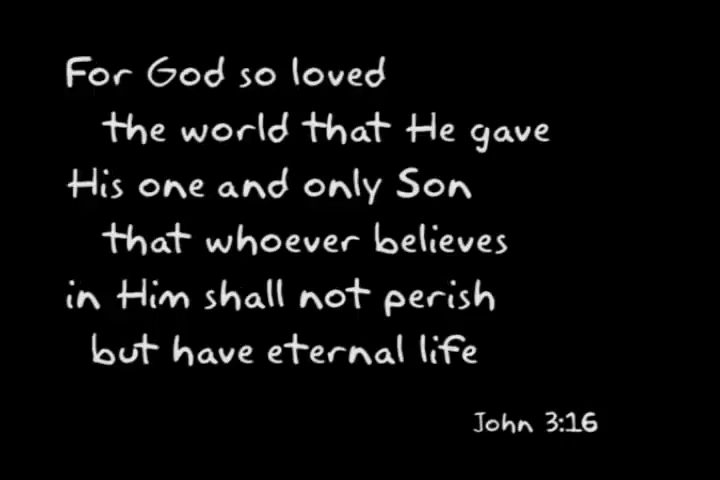 For God so loved
the world that He gave
His one and only Son
that whoever believes
in Him shall not perish
but have eternal life
John 3:16